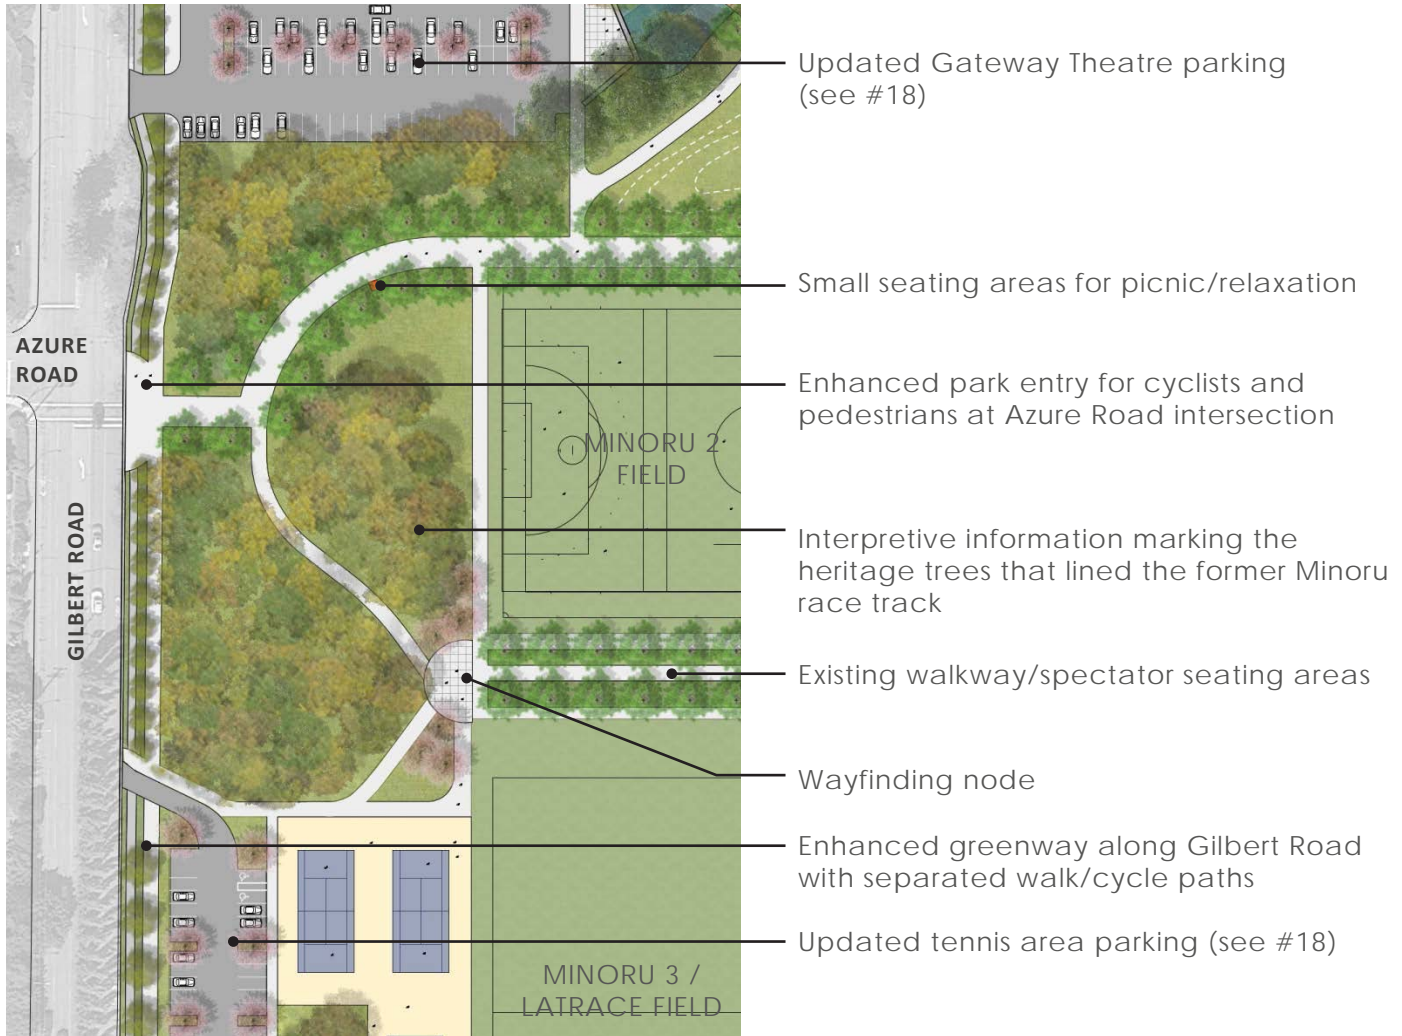 Updated Gateway Theatre parking
(see #18)
Small seating areas for picnic/relaxation
AZURE
ROAD
Enhanced park entry for cyclists and
pedestrians at Azure Road intersection
MINORU 2
FIELD
GILBERT ROAD
Interpretive information marking the
heritage trees that lined the former Minoru
race track
Existing walkway/spectator seating areas
Wayfinding node
Enhanced greenway along Gilbert Road
with separated walk/cycle paths
Updated tennis area parking (see #18)
MINORU 3 /
LATRACE FIELD